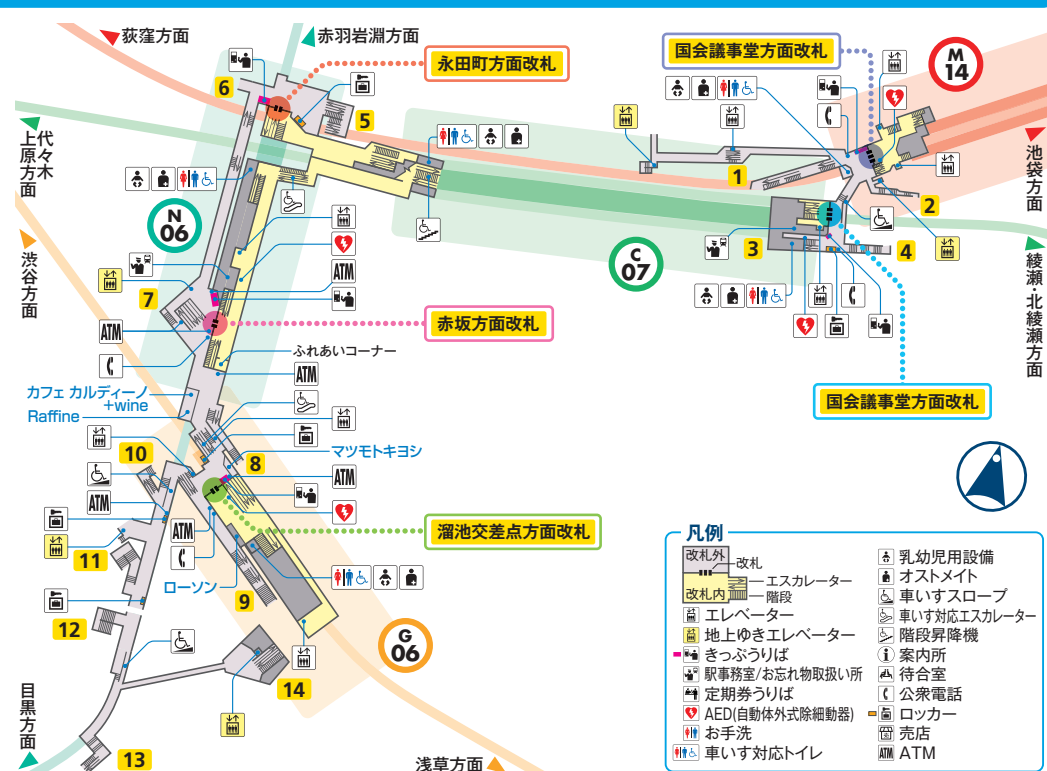 荻窪方面
赤羽岩淵方面
永田町方面改札
国会議事堂方面改札
M
14
6
5
代々木
上原方面
池袋方面
1
2
N
06
渋谷方面
C
07
3
4
綾瀬・北綾瀬方面
7
ATM
ATM
赤坂方面改札
ふれあいコーナー
ATM
カフェ カルディーノ
+wine
Raffine
国会議事堂方面改札
10
8
マツモトキヨシ
ATM
ATM
ATM
溜池交差点方面改札
11
ローソン
9
12
G
06
14
目黒方面
13
浅草方面
凡例
改札外
改札
エスカレーター
改札内
階段
エレベーター
地上ゆきエレベーター
きっぷうりば
駅事務室/お忘れ物取扱い所
定期券うりば
AED(自動体外式除細動器)
お手洗
車いす対応トイレ
乳幼児用設備
オストメイト
車いすスロープ
車いす対応エスカレーター
階段昇降機
案内所
待合室
公衆電話
ロッカー
売店
ATM ATM